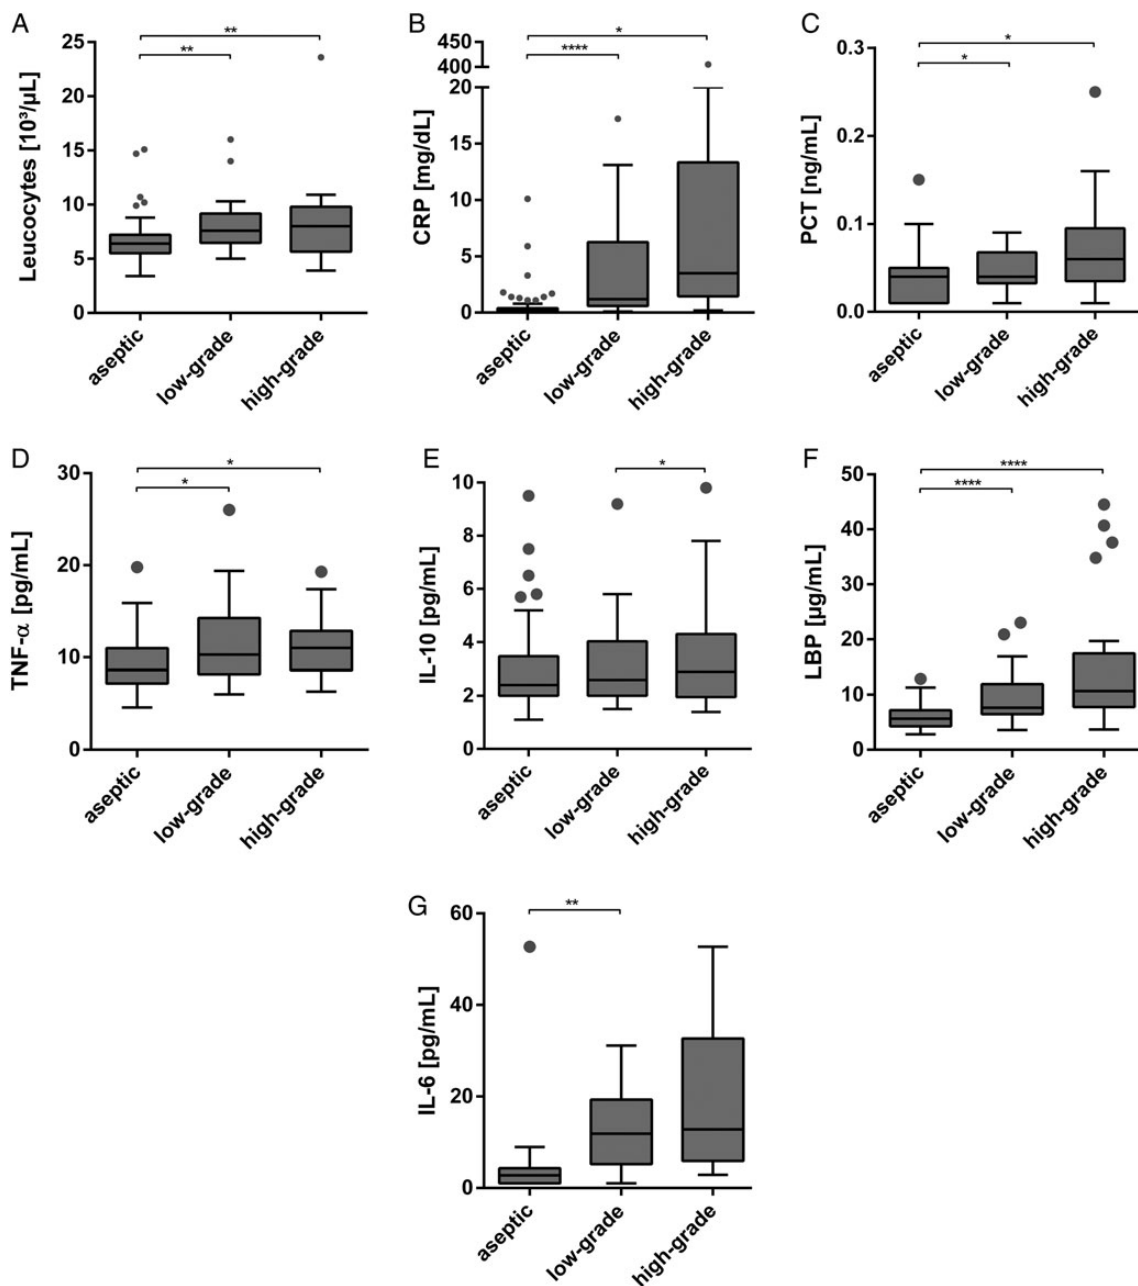 A
Leucocytes [10³/µL]
25
20
15
10
5
0
**
**
aseptic
low-grade
high-grade
B
CRP [mg/dL]
450
400
20
15
10
5
0
*
****
aseptic
low-grade
high-grade
C
PCT [ng/mL]
0.3
0.2
0.1
0.0
*
*
aseptic
low-grade
high-grade
D
TNF-α [pg/mL]
30
20
10
0
*
*
aseptic
low-grade
high-grade
E
IL-10 [pg/mL]
10
8
6
4
2
0
*
aseptic
low-grade
high-grade
F
LBP [µg/mL]
50
40
30
20
10
0
****
****
aseptic
low-grade
high-grade
G
IL-6 [pg/mL]
60
40
20
0
**
aseptic
low-grade
high-grade